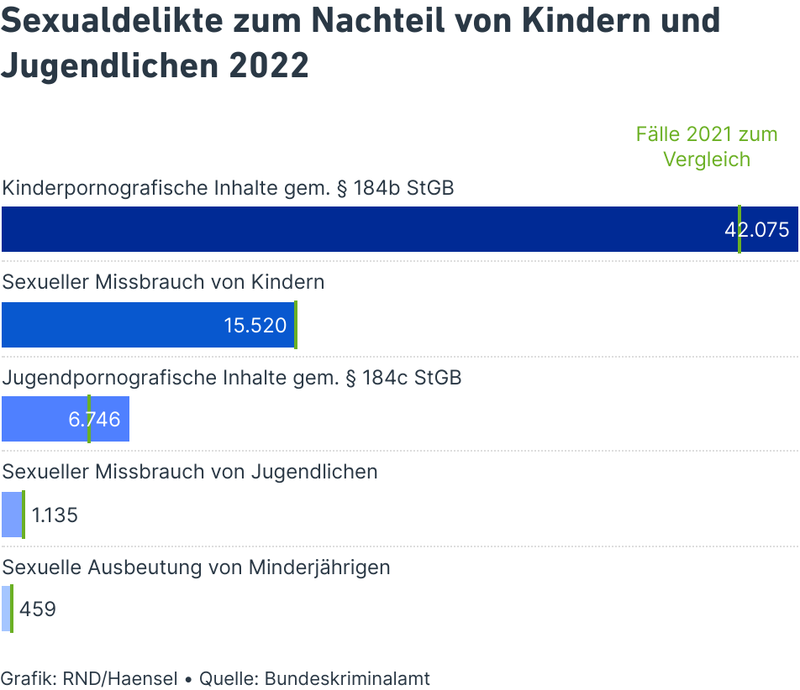 Sexualdelikte zum Nachteil von Kindern und
Jugendlichen 2022
Fälle 2021 zum
Vergleich
Kinderpornografische Inhalte gem. § 184b StGB
42.075
Sexueller Missbrauch von Kindern
15.520
Jugendpornografische Inhalte gem. § 184c StGB
6.746
Sexueller Missbrauch von Jugendlichen
1.135
Sexuelle Ausbeutung von Minderjährigen
459
Grafik: RND/Haensel • Quelle: Bundeskriminalamt